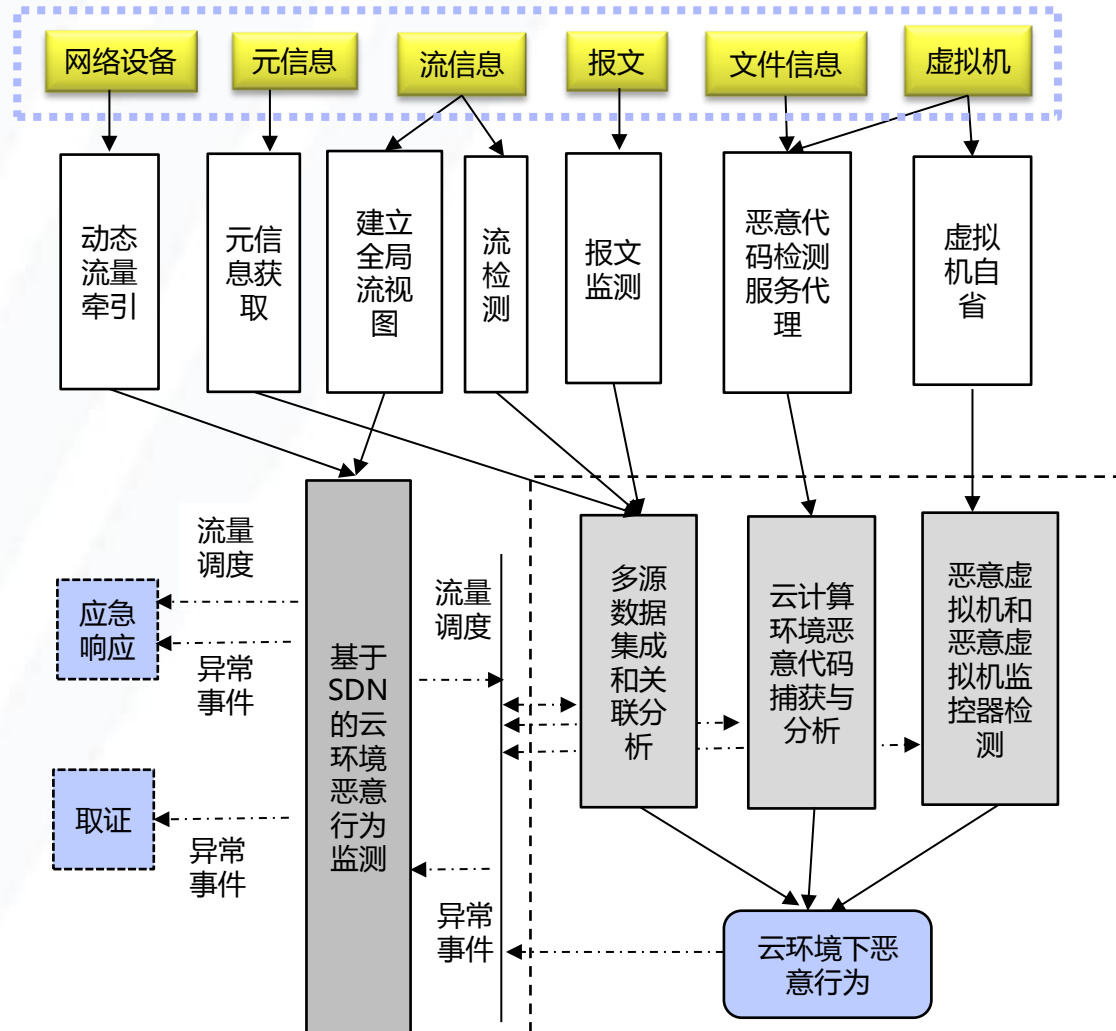 网络设备
元信息
流信息
报文
文件信息
虚拟机
动态
流量
牵引
元信
息获
取
建立
全局
流视
图
流
检
测
报文
监测
恶意代
码检测
服务代
理
虚拟
机自
省
流量
调度
应急
响应
异常
事件
取证
异常
事件
基于
SDN
的云
环境
恶意
行为
监测
流量
调度
异常
事件
多源
数据
集成
和关
联分
析
云计算
环境恶
意代码
捕获与
分析
恶意虚
拟机和
恶意虚
拟机监
控器检
测
云环境下恶
意行为